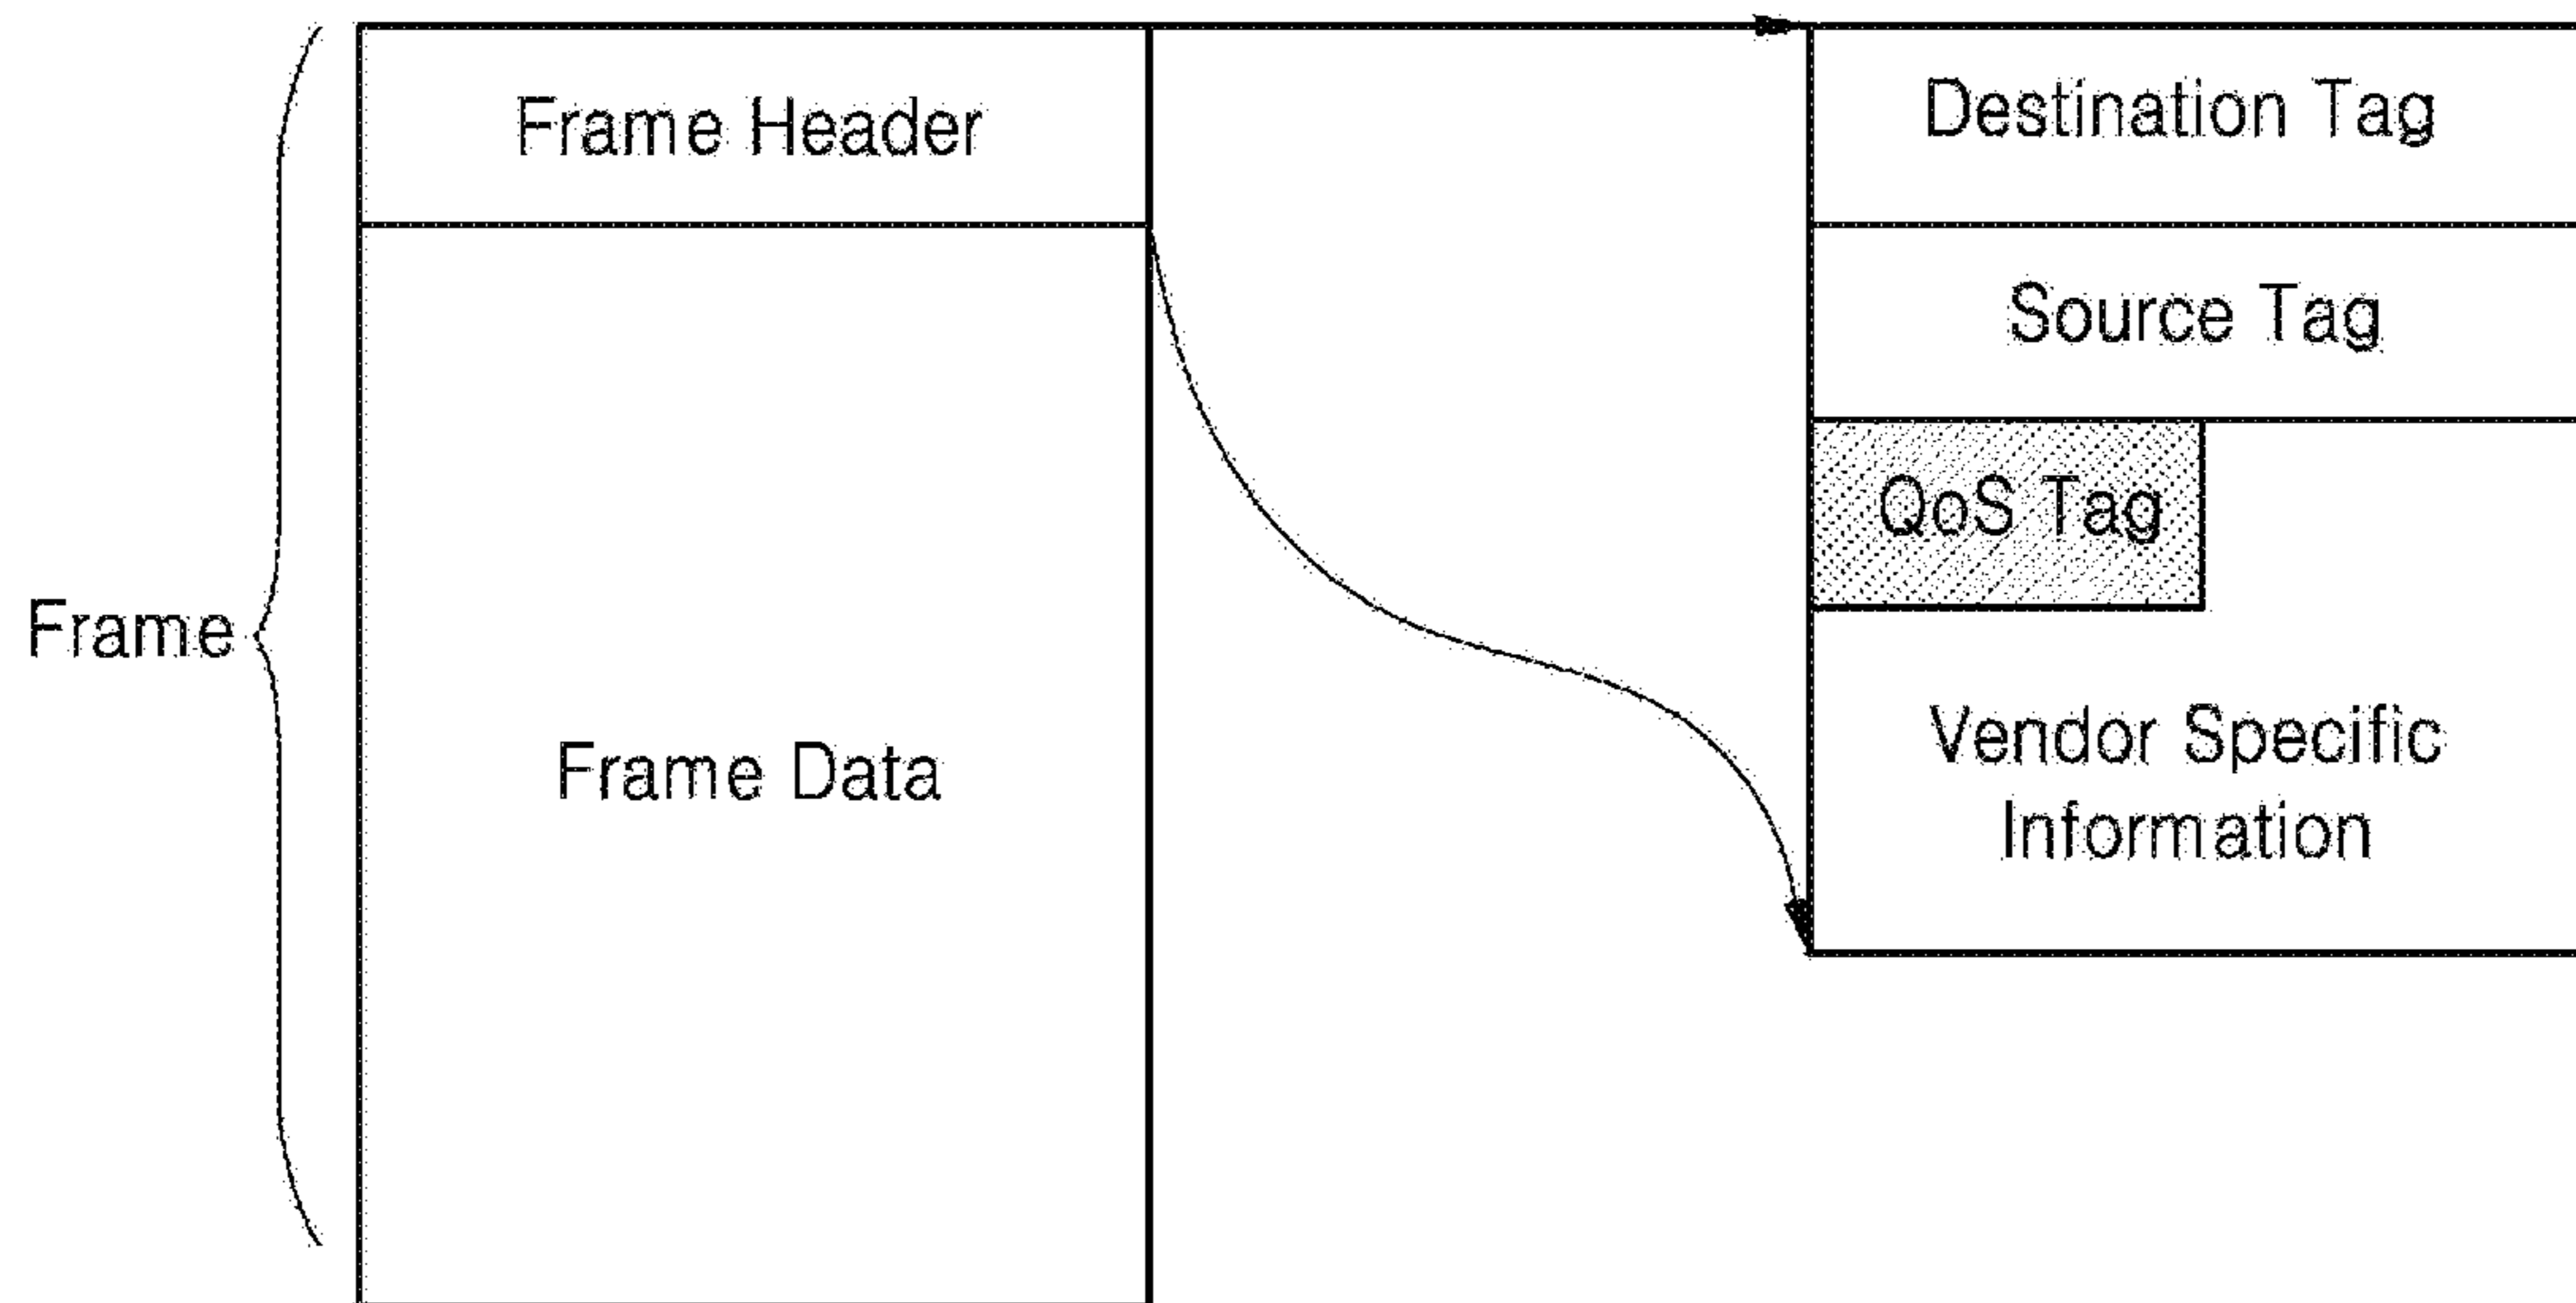 Frame
Frame Header
Frame Data
Destination Tag
Source Tag
QoS Tag
Vendor Specific
Information